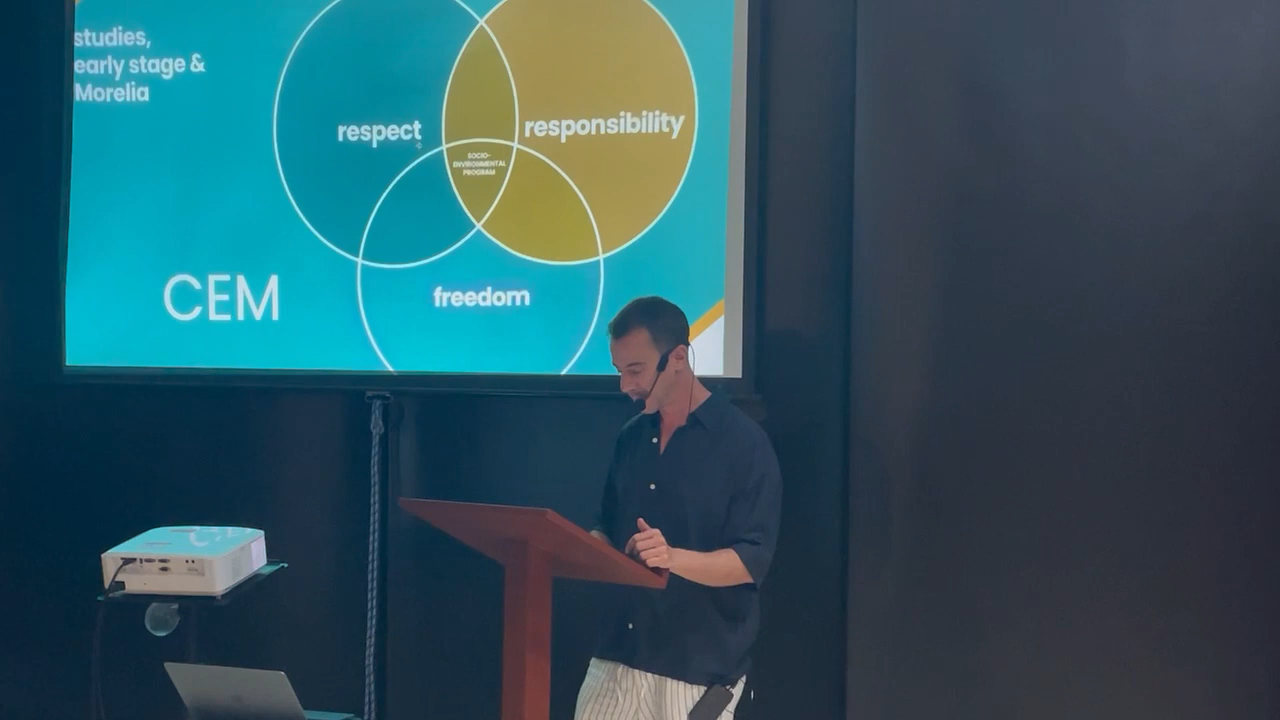 studies,
early stage &
Morelia
respect
responsibility
SOCIO-
ENVIRONMENTAL
PROGRAM
CEM
freedom